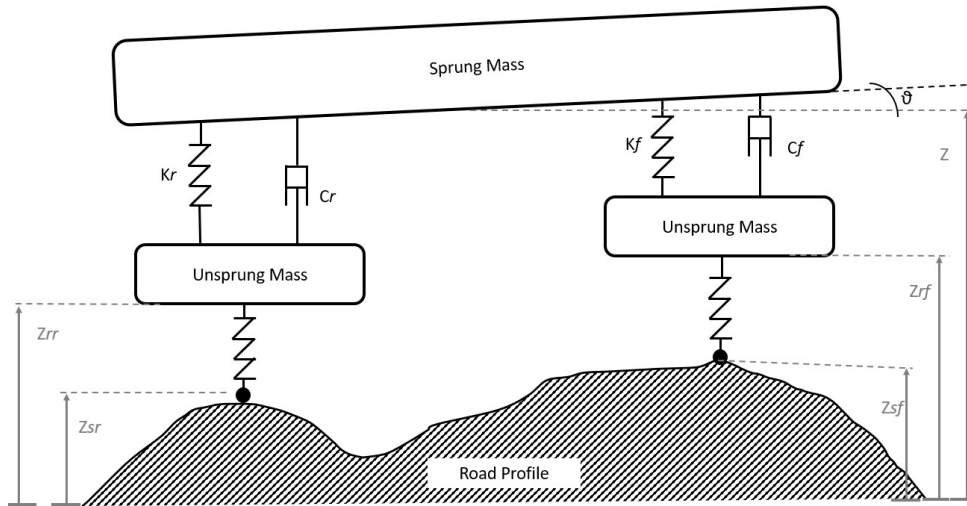 Sprung Mass
ϑ
Kf
Cf
Z
Kr
Cr
Unsprung Mass
Unsprung Mass
Zrf
Zrr
Zsf
Zsr
Road Profile